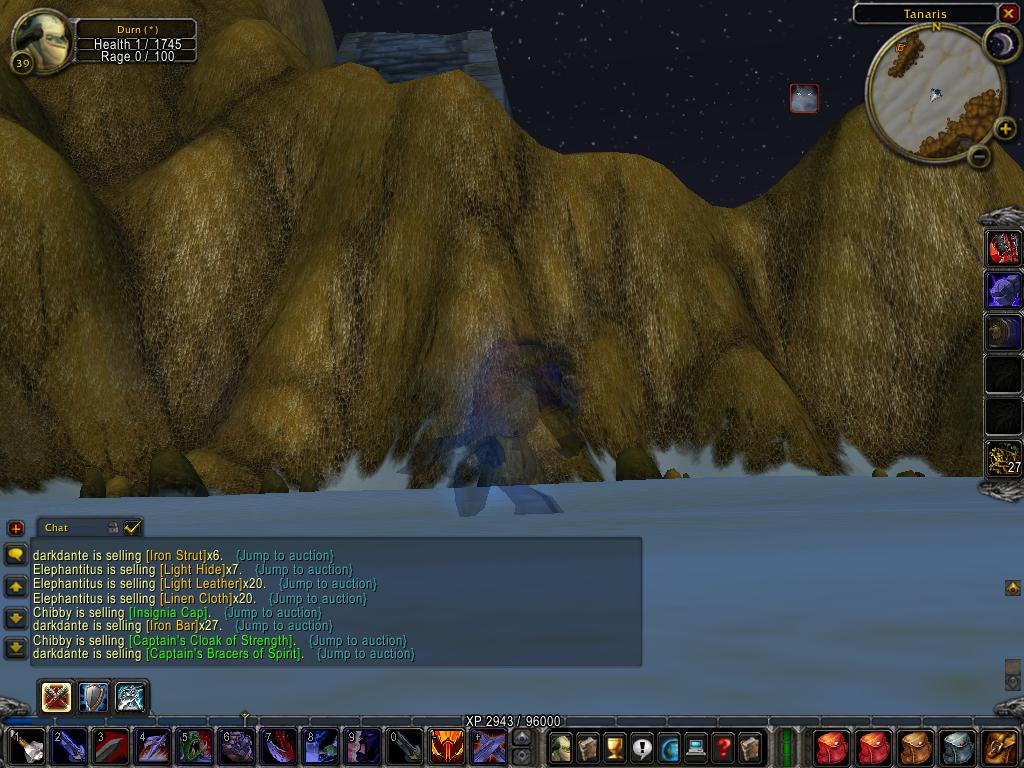 Durn (*)
Health 1 / 1745
Rage 0 / 100
39
Tanaris
N
27
Chat
darkdante is selling [Iron Strut]x6. {Jump to auction}
Elephantitus is selling [Light Hide]x7. {Jump to auction}
Elephantitus is selling [Light Leather]x20. {Jump to auction}
Elephantitus is selling [Linen Cloth]x20. {Jump to auction}
Chibby is selling [Insignia Cap]. {Jump to auction}
darkdante is selling [Iron Bar]x27. {Jump to auction}
Chibby is selling [Captain's Cloak of Strength]. {Jump to auction}
darkdante is selling [Captain's Bracers of Spirit]. {Jump to auction}
XP 2943 / 96000
1 2 3 4 5 6 7 8 9 0 - +